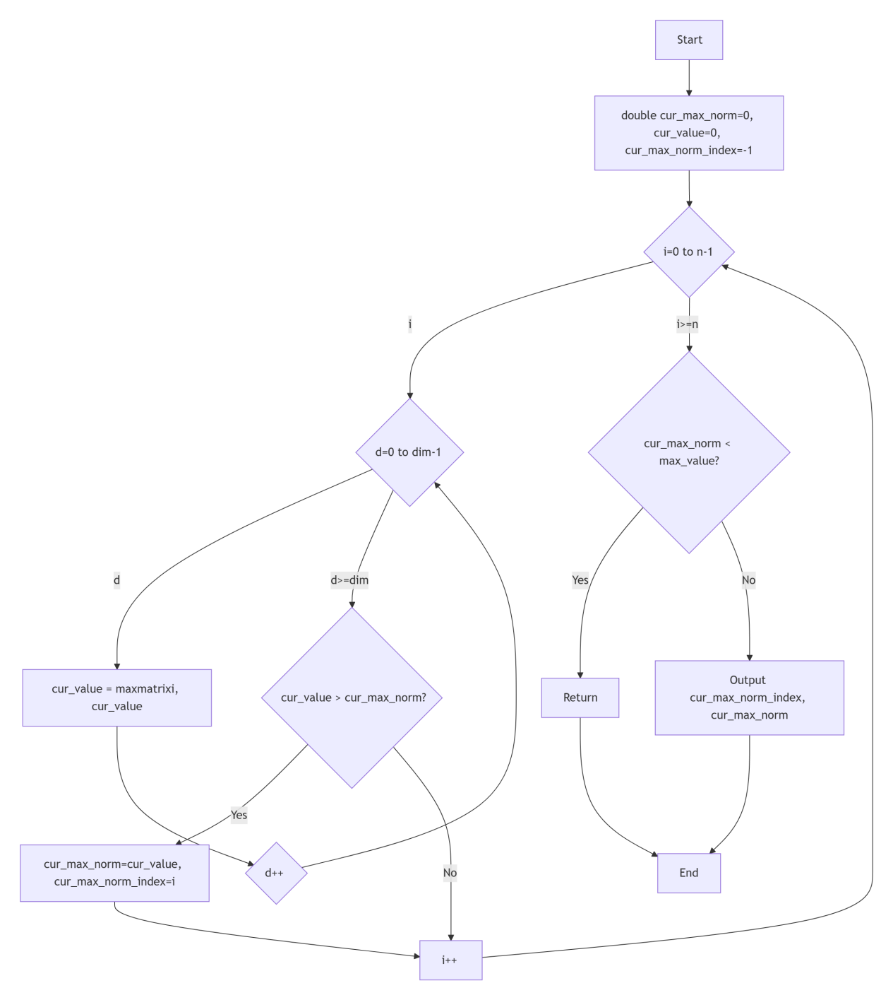 Start
double cur_max_norm=0,
cur_value=0,
cur_max_norm_index=-1
i=0 to n-1
i
i>=n
d=0 to dim-1
cur_max_norm <
max_value?
d
d>=dim
Yes
No
cur_value = maxmatrixi,
cur_value
cur_value > cur_max_norm?
Return
Output
cur_max_norm_index,
cur_max_norm
Yes
cur_max_norm=cur_value,
cur_max_norm_index=i
d++
No
End
i++